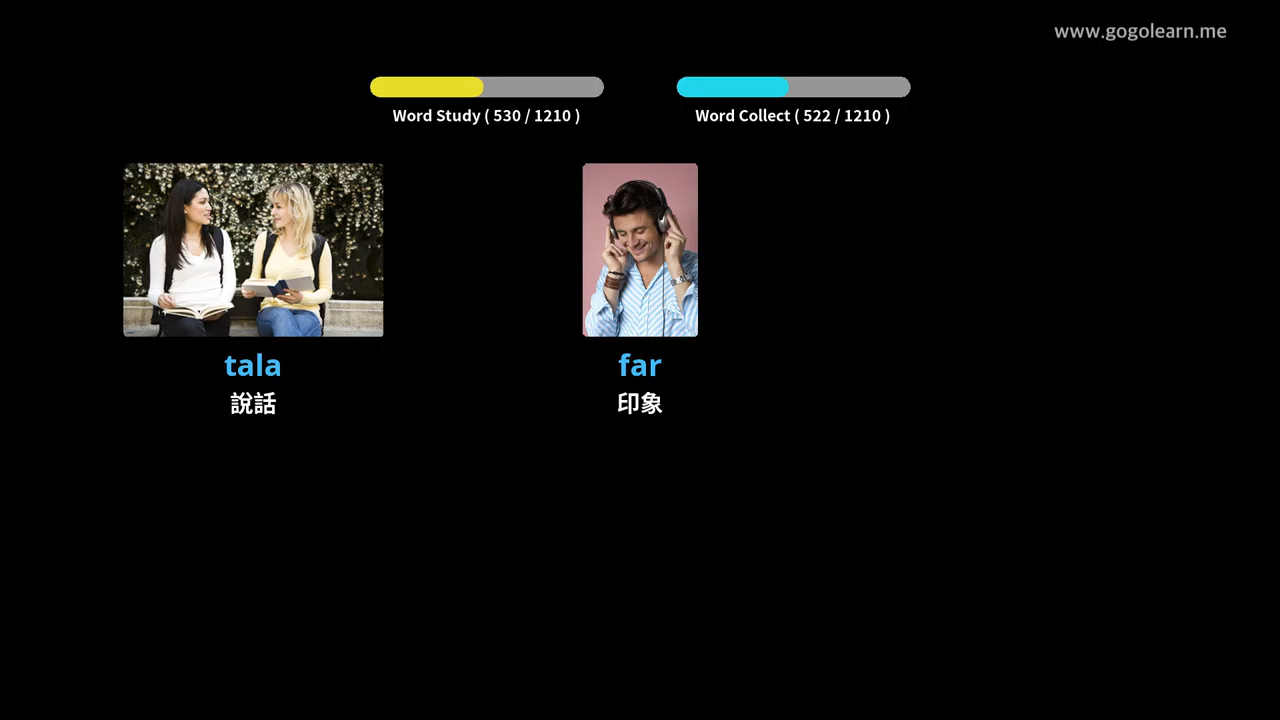 www.gogolearn.me
Word Study ( 530 / 1210 )
Word Collect ( 522 / 1210 )
tala
說話
far
印象